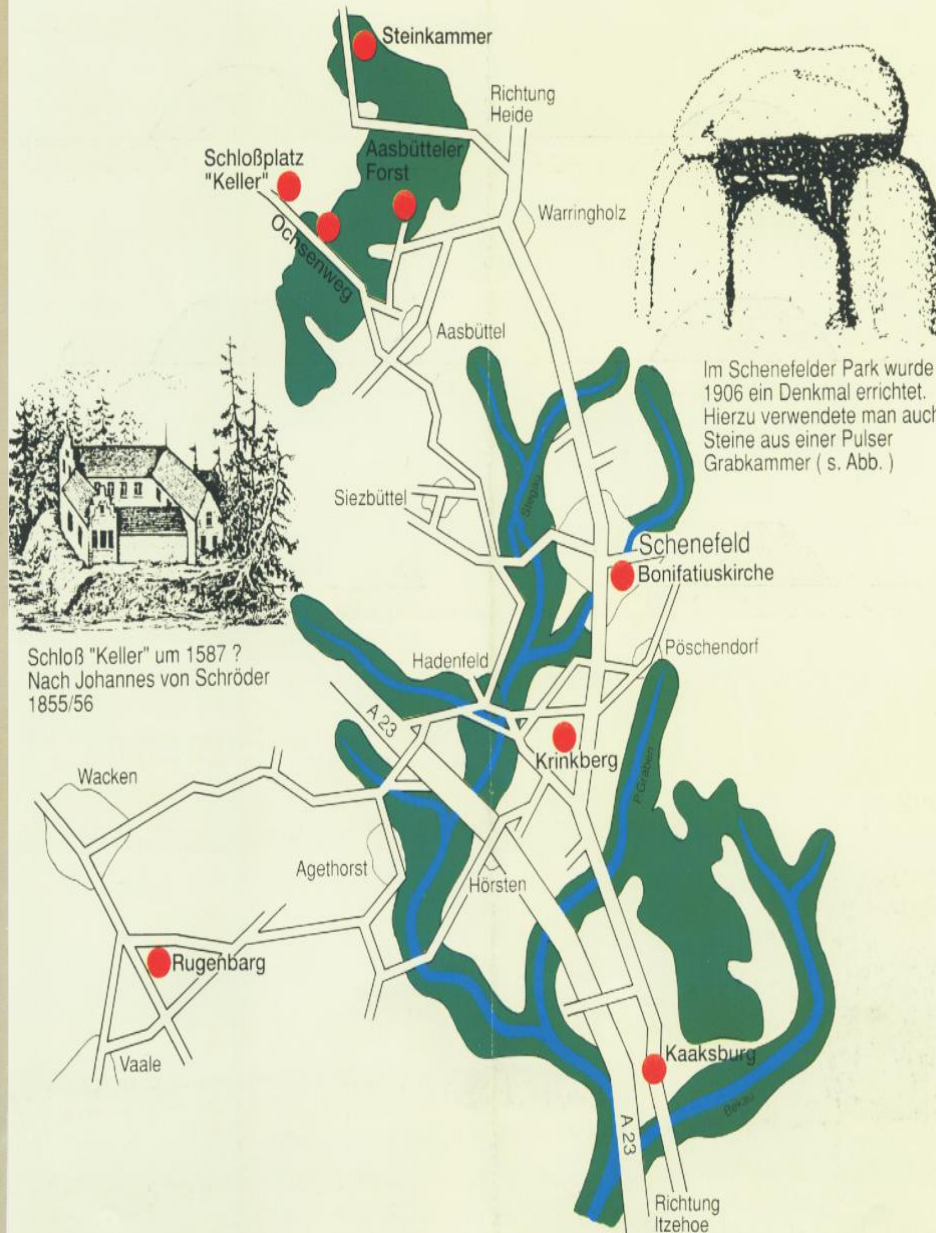 Steinkammer
Richtung
Heide
Schloßplatz
"Keller"
Aasbütteler
Forst
Warringholz
Ochsenweg
Aasbüttel
Im Schenefelder Park wurde
1906 ein Denkmal errichtet.
Hierzu verwendete man auch
Steine aus einer Pulser
Grabkammer ( s. Abb. )
Siezbüttel
Stegau
Schenefeld
Bonifatiuskirche
Schloß "Keller" um 1587 ?
Nach Johannes von Schröder
1855/56
Hadenfeld
Pöschendorf
A 23
Krinkberg
P.Graben
Wacken
Agethorst
Hörsten
Rugenbarg
Vaale
Kaaksburg
Bekau
A 23
Richtung
Itzehoe